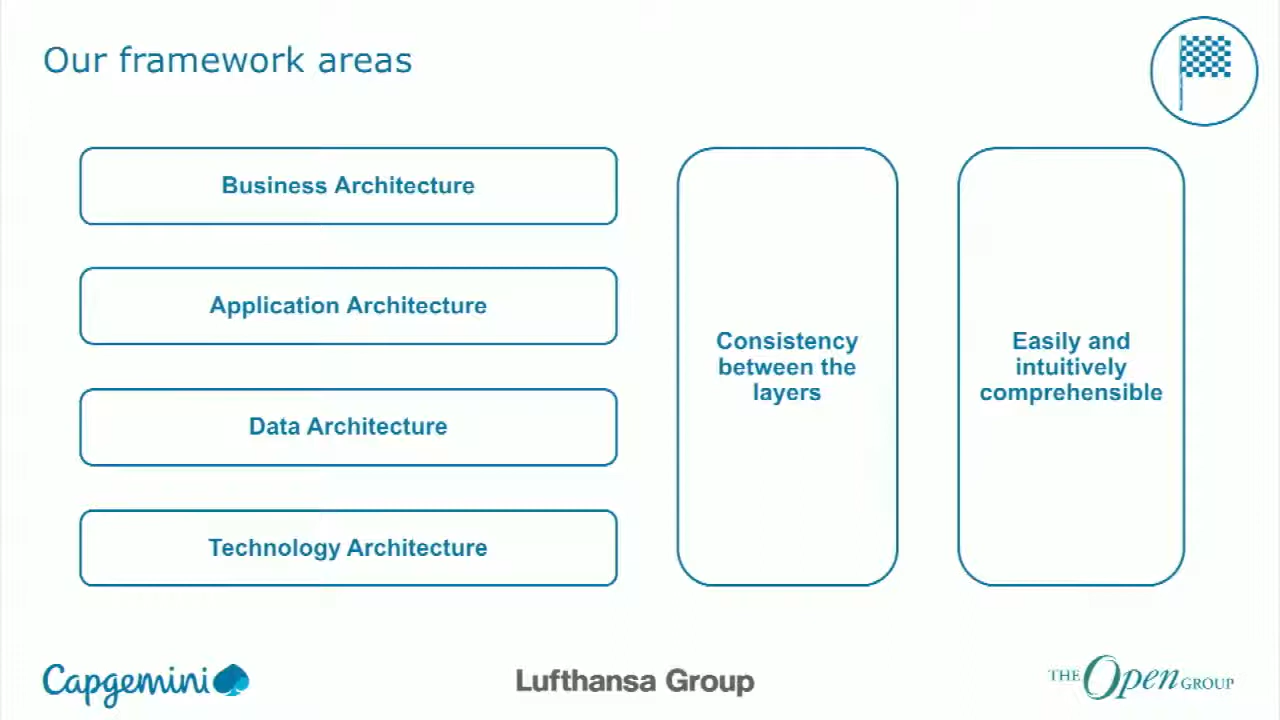 Our framework areas
Business Architecture
Application Architecture
Data Architecture
Technology Architecture
Consistency
between the
layers
Easily and
intuitively
comprehensible
Capgemini
Lufthansa Group
THE Open GROUP